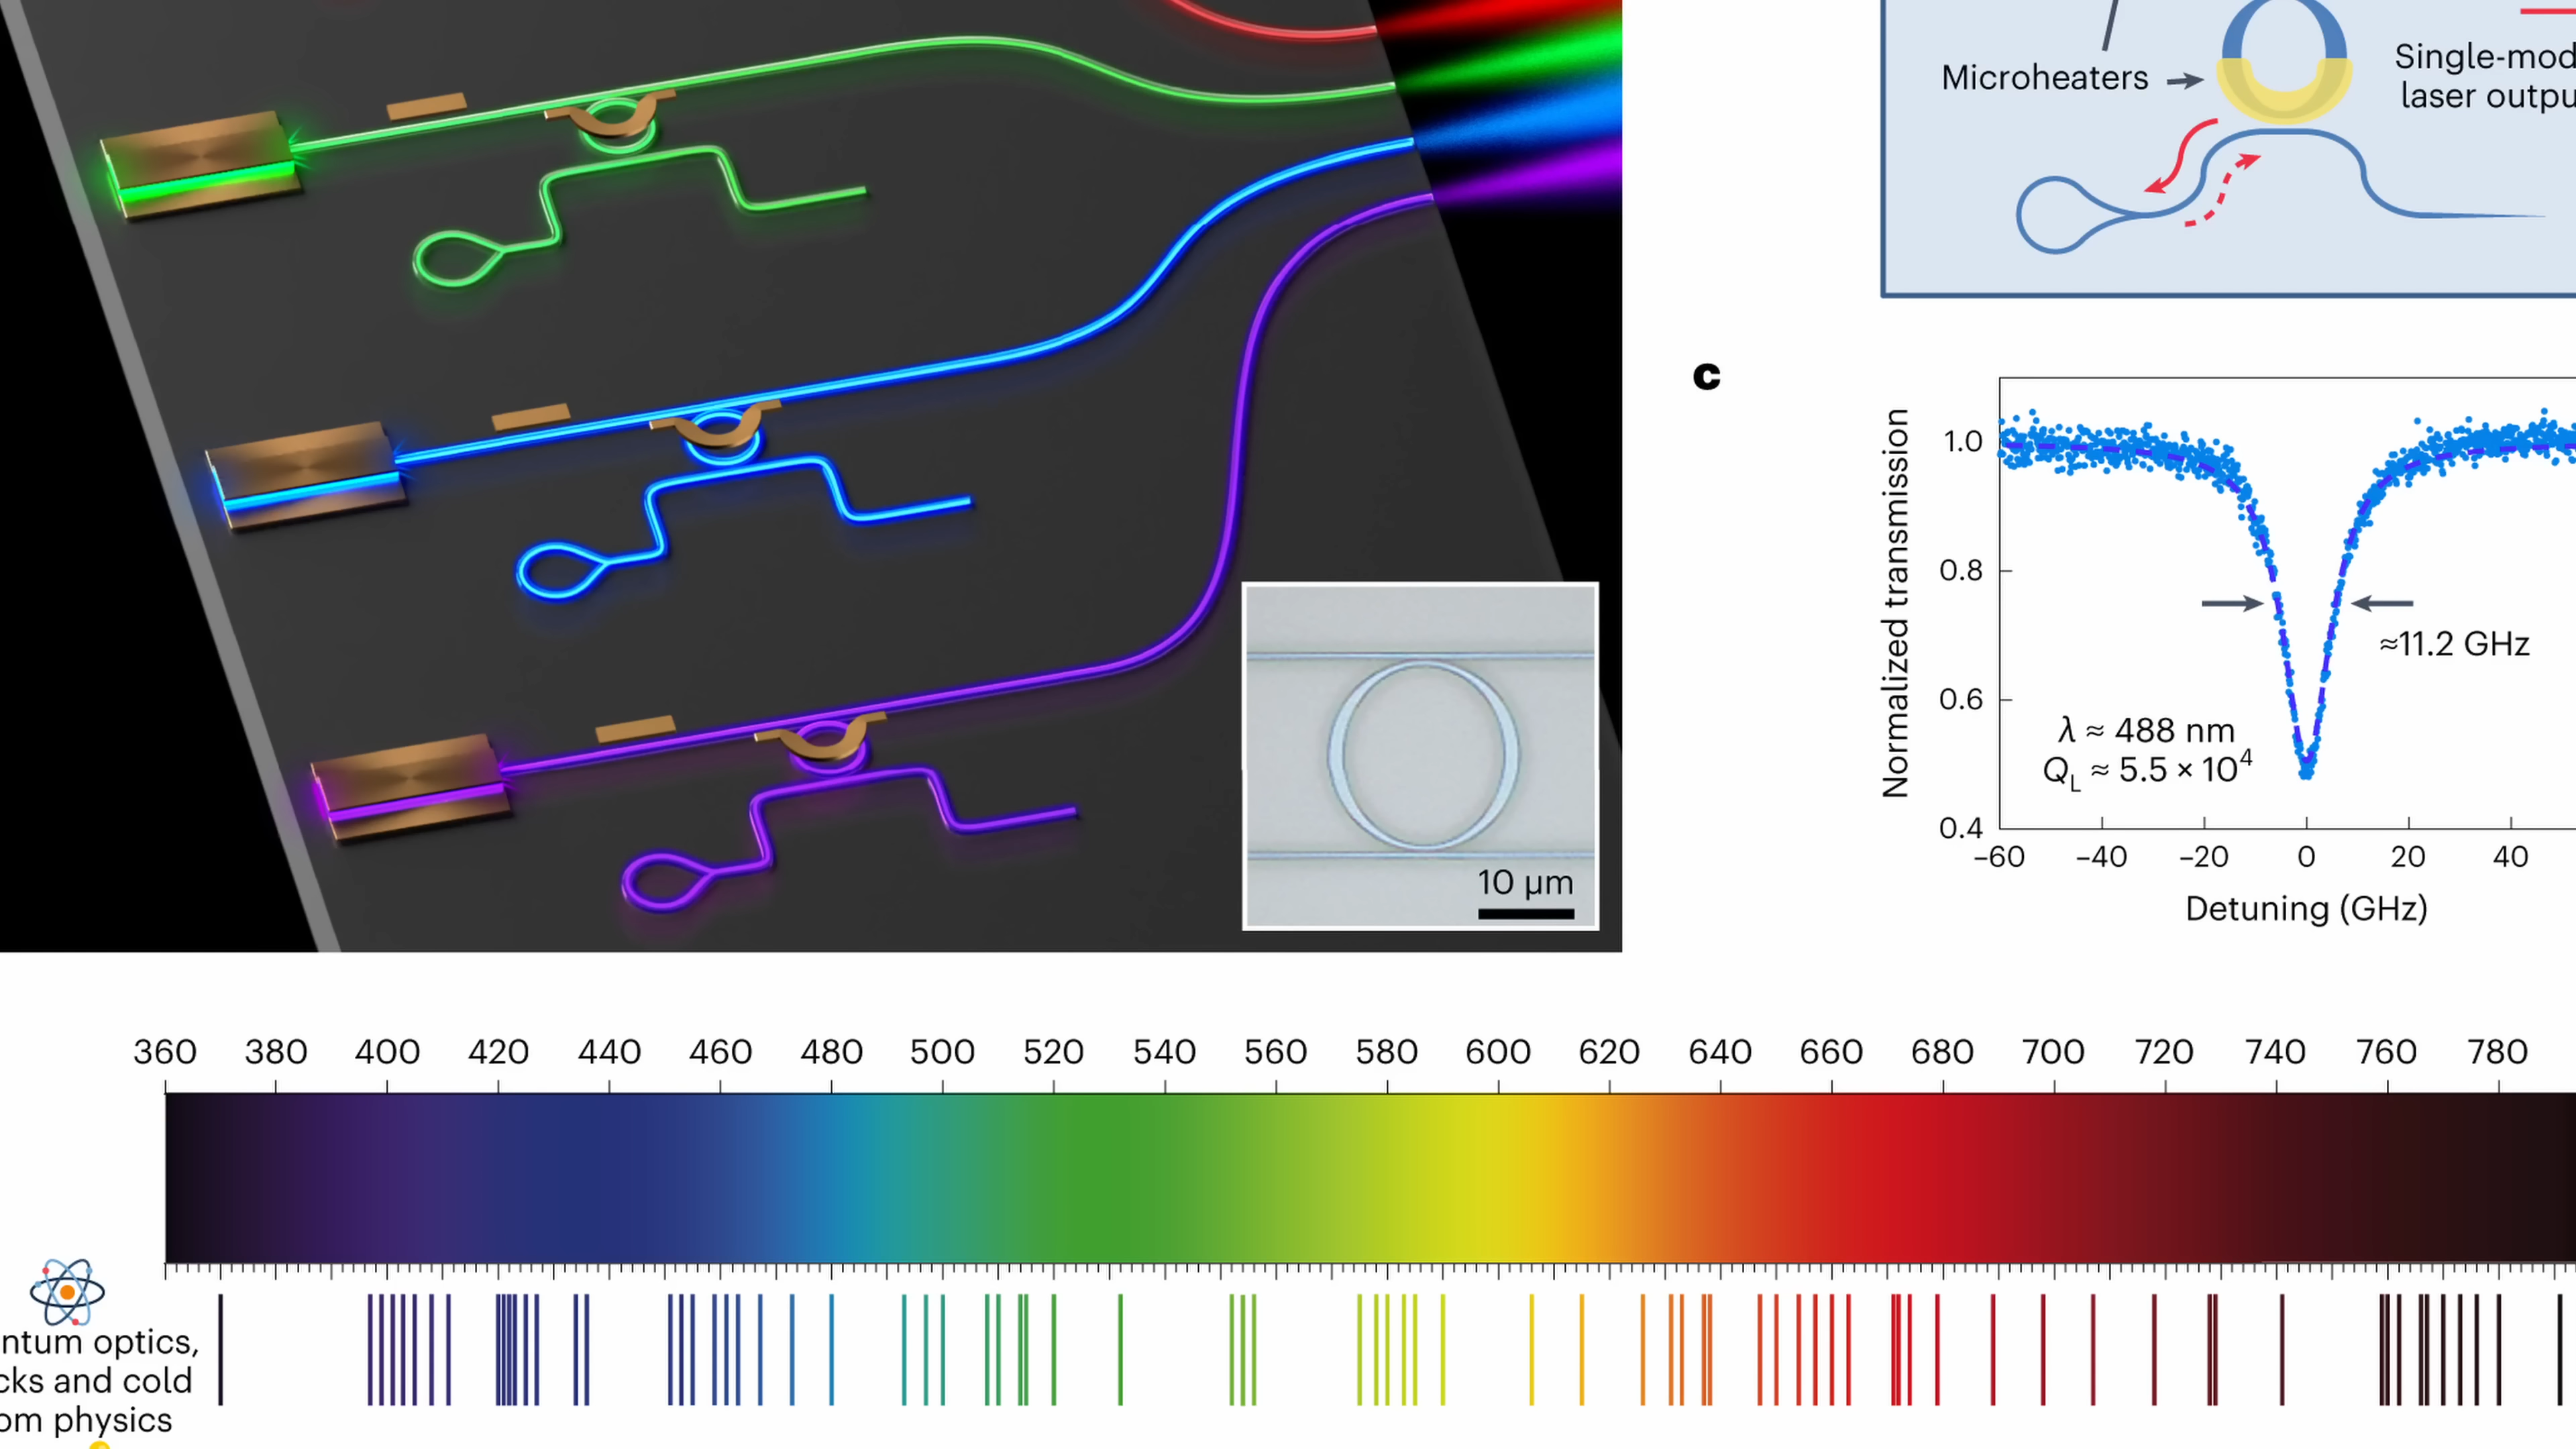 Microheaters
Single-mod
laser outpu
c
Normalized transmission
1.0
0.8
0.6
0.4
≈11.2 GHz
λ ≈ 488 nm
Q_L ≈ 5.5 × 10⁴
−60 −40 −20 0 20 40
Detuning (GHz)
10 µm
360 380 400 420 440 460 480 500 520 540 560 580 600 620 640 660 680 700 720 740 760 780
ntum optics,
cks and cold
om physics